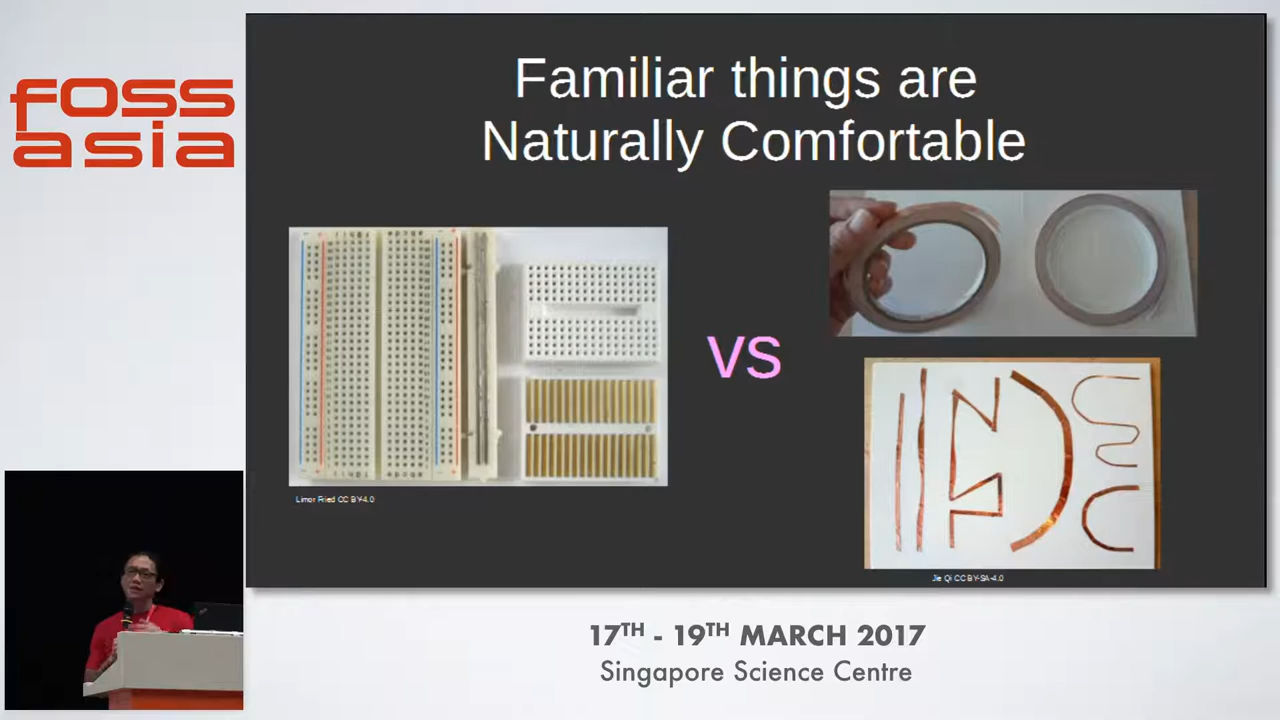 foss
asia
Familiar things are
Naturally Comfortable
vs
Limor Fried CC BY-4.0
Jie Qi CC BY-SA-4.0
17TH - 19TH MARCH 2017
Singapore Science Centre